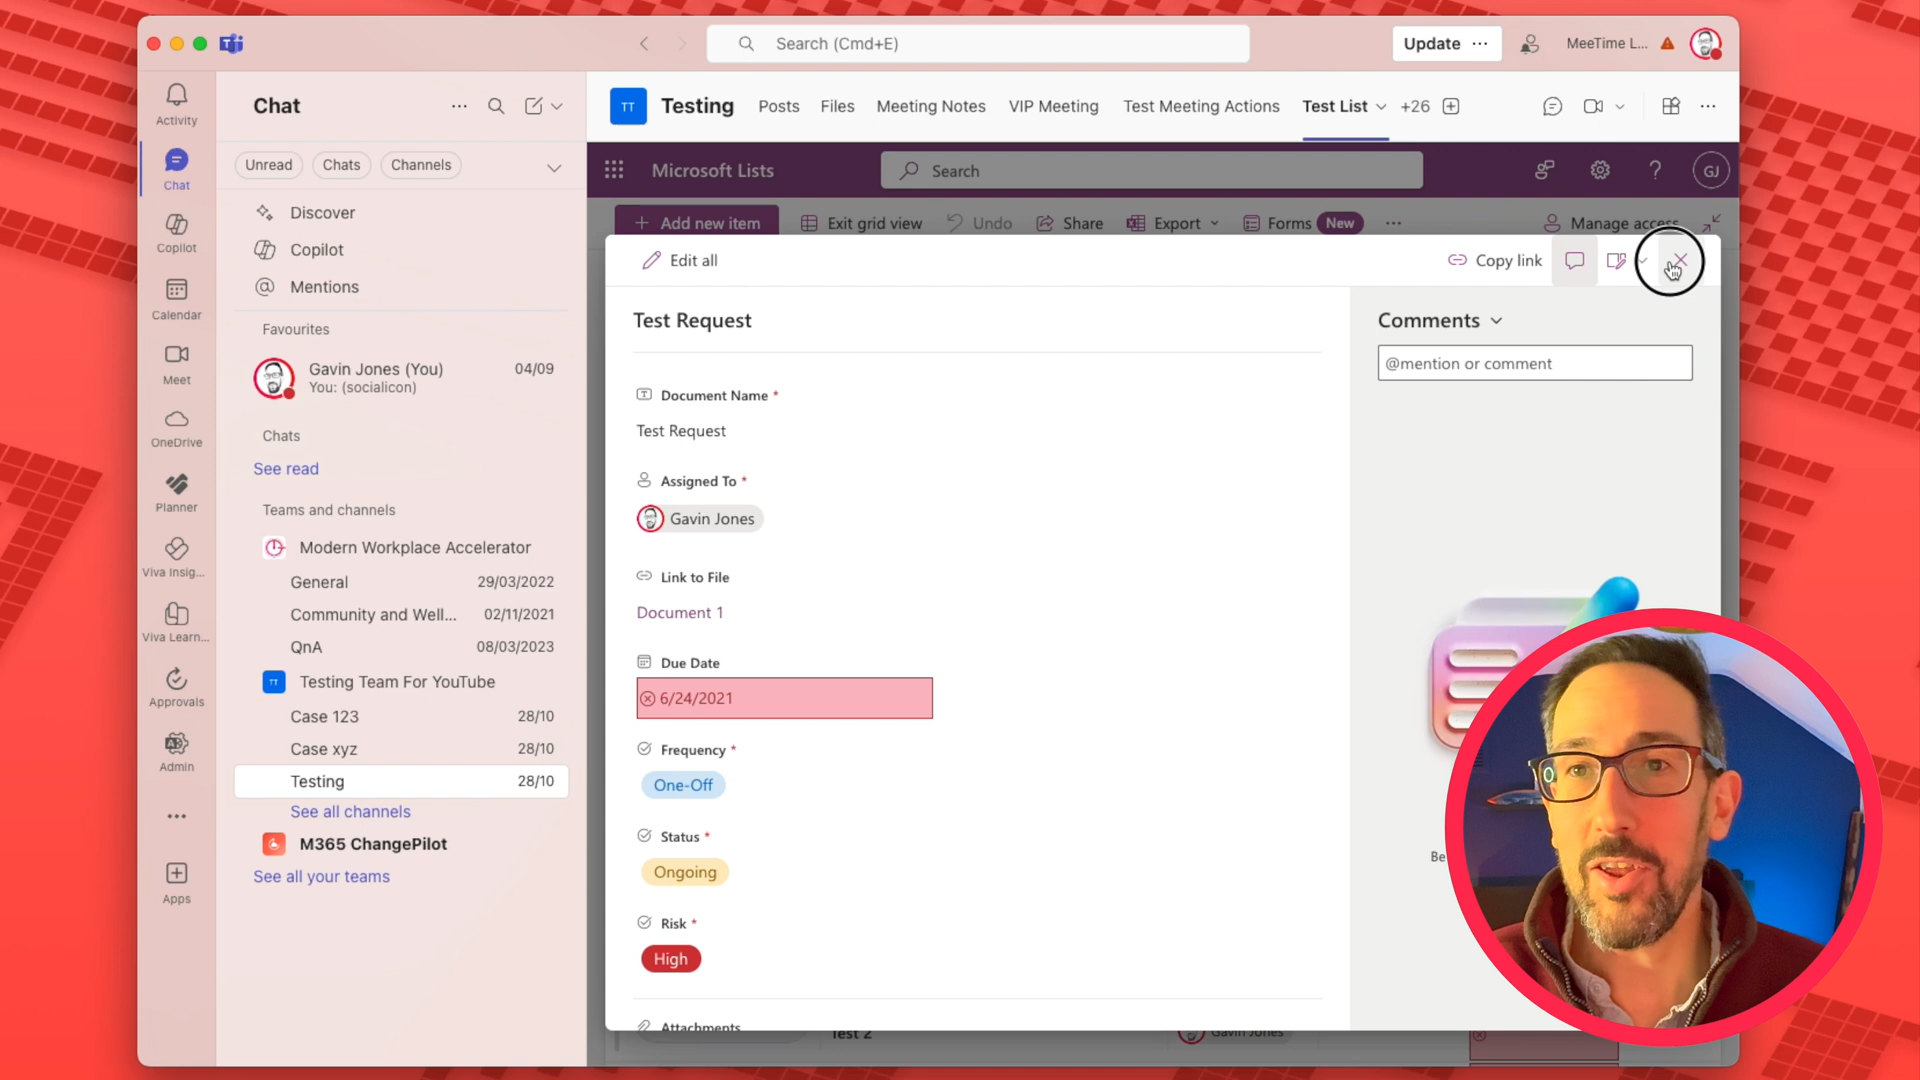 Search (Cmd+E)
Update
MeeTime L...
Activity
Chat
Copilot
Calendar
Meet
OneDrive
Planner
Viva Insig...
Viva Learn...
Approvals
Admin
Apps
Chat
Unread
Chats
Channels
Discover
Copilot
Mentions
Favourites
Gavin Jones (You) 04/09
You: (socialicon)
Chats
See read
Teams and channels
Modern Workplace Accelerator
General 29/03/2022
Community and Well... 02/11/2021
QnA 08/03/2023
TT Testing Team For YouTube
Case 123 28/10
Case xyz 28/10
Testing 28/10
See all channels
M365 ChangePilot
See all your teams
TT Testing Posts Files Meeting Notes VIP Meeting Test Meeting Actions Test List +26
Microsoft Lists Search GJ
Add new item Exit grid view Undo Share Export Forms New Manage access
Edit all Copy link
Test Request
Document Name *
Test Request
Assigned To *
Gavin Jones
Link to File
Document 1
Due Date
6/24/2021
Frequency *
One-Off
Status *
Ongoing
Risk *
High
Attachments
Comments
@mention or comment
Be
Test 2 Gavin Jones